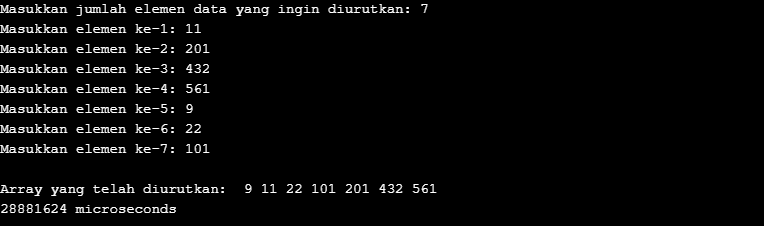 Masukkan jumlah elemen data yang ingin diurutkan: 7
Masukkan elemen ke-1: 11
Masukkan elemen ke-2: 201
Masukkan elemen ke-3: 432
Masukkan elemen ke-4: 561
Masukkan elemen ke-5: 9
Masukkan elemen ke-6: 22
Masukkan elemen ke-7: 101
Array yang telah diurutkan:  9 11 22 101 201 432 561
28881624 microseconds